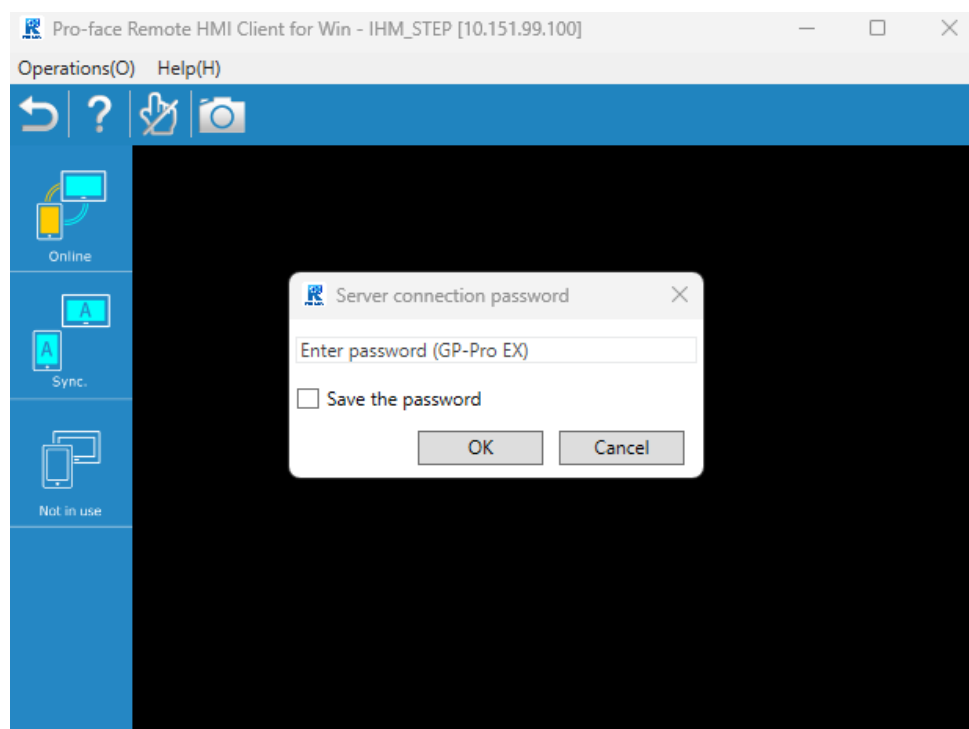 Pro-face Remote HMI Client for Win - IHM_STEP [10.151.99.100]
Operations(O) Help(H)
?
Online
A
A
Sync.
Not in use
Server connection password
Enter password (GP-Pro EX)
Save the password
OK Cancel